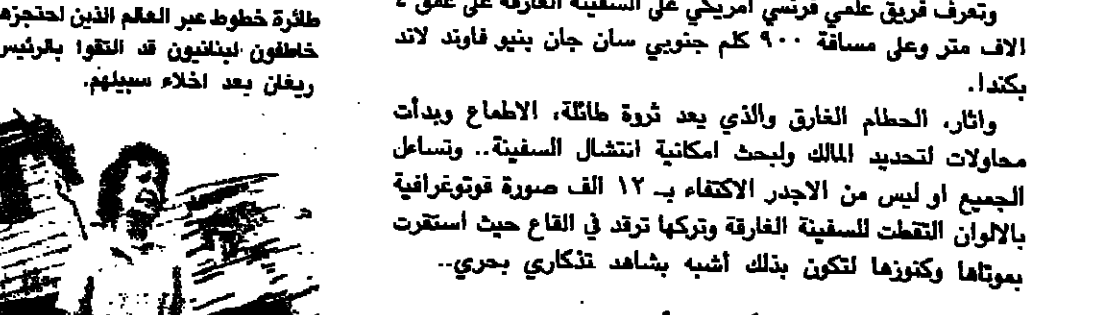 وتعرف فريق علمي فرنسي امريكي على السفينة الغارقة على عمق ٤
الاف متر وعلى مسافة ٩٠٠ كلم جنوبي سان جان بنيو فاوند لاند
بكندا.
واثار، الحطام الغارق والذي يعد ثروة طائلة، الاطماع وبدأت
محاولات لتحديد المالك ولبحث امكانية انتشال السفينة.. وتساءل
الجميع او ليس من الاجدر الاكتفاء بـ ١٢ الف صورة فوتوغرافية
بالالوان التقطت للسفينة الغارقة وتركها ترقد في القاع حيث استقرت
بموتاها وكنوزها لتكون بذلك أشبه بشاهد تذكاري بحري..
طائرة خطوط عبر العالم الذين احتجزهم
خاطفون لبنانيون قد التقوا بالرئيس
ريغان بعد اخلاء سبيلهم.